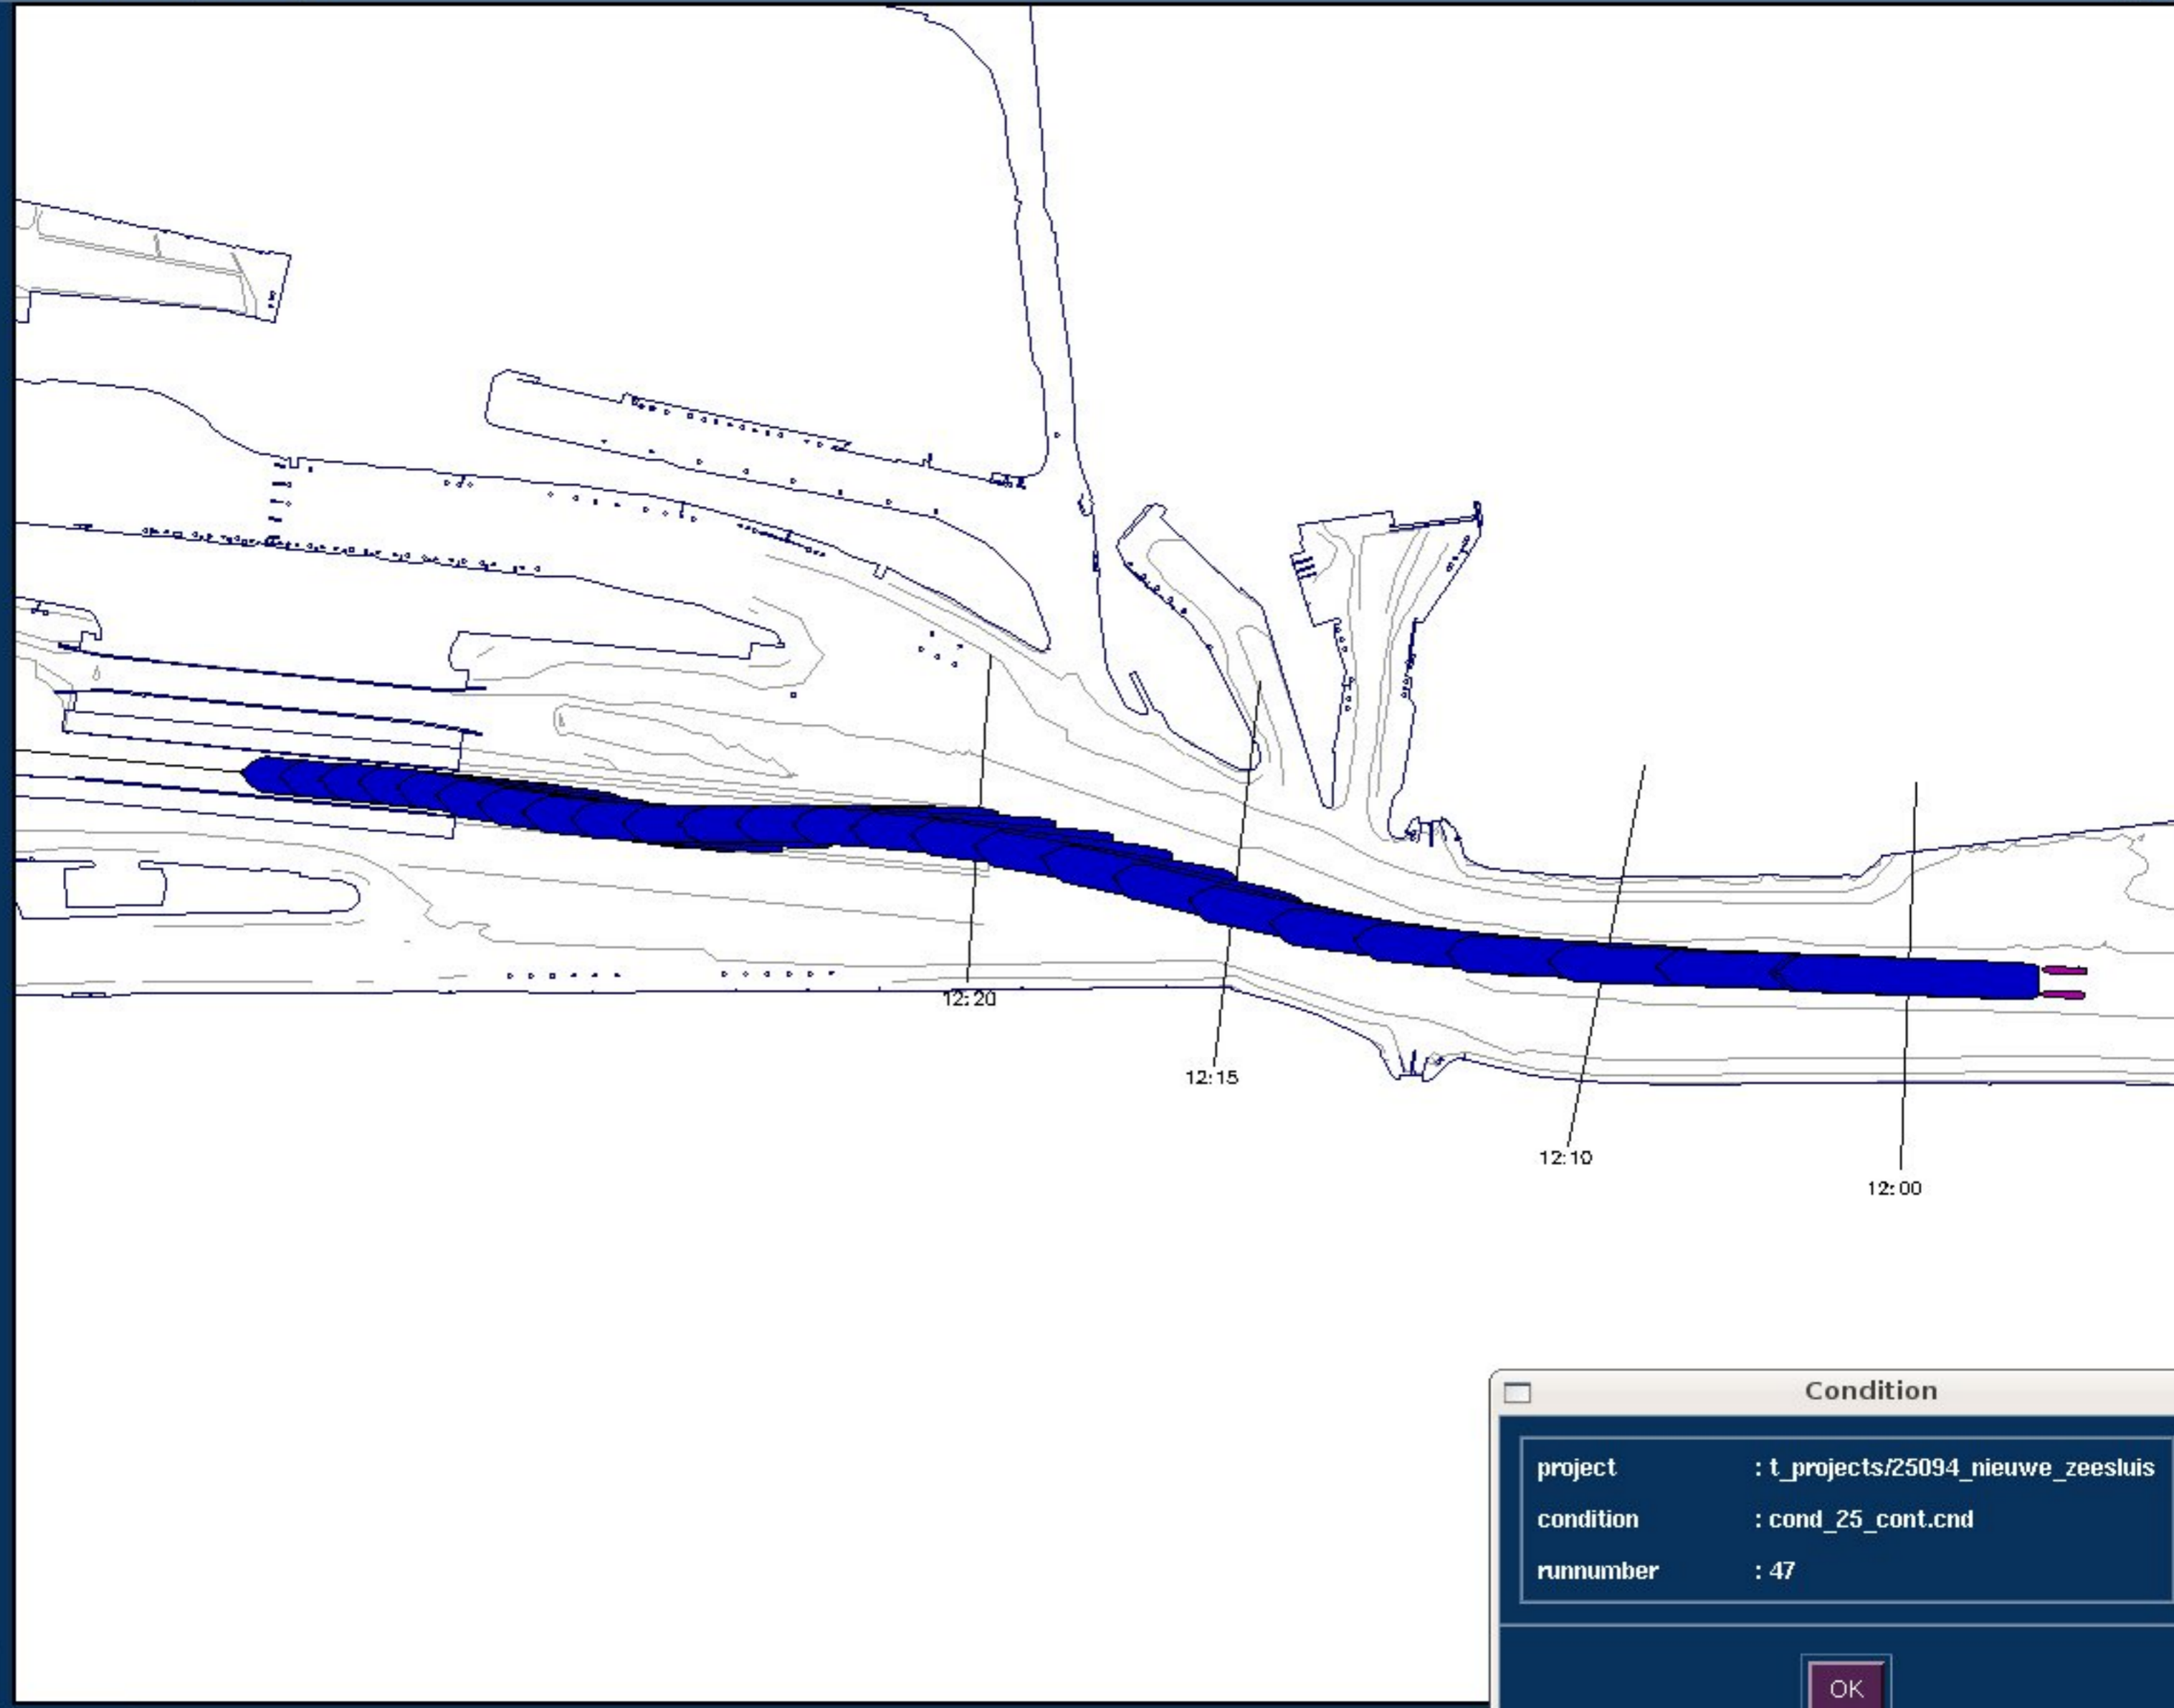 12:20
12:15
12:10
12:00
Condition
project : t_projects/25094_nieuwe_zeesluis
condition : cond_25_cont.cnd
runnumber : 47
OK